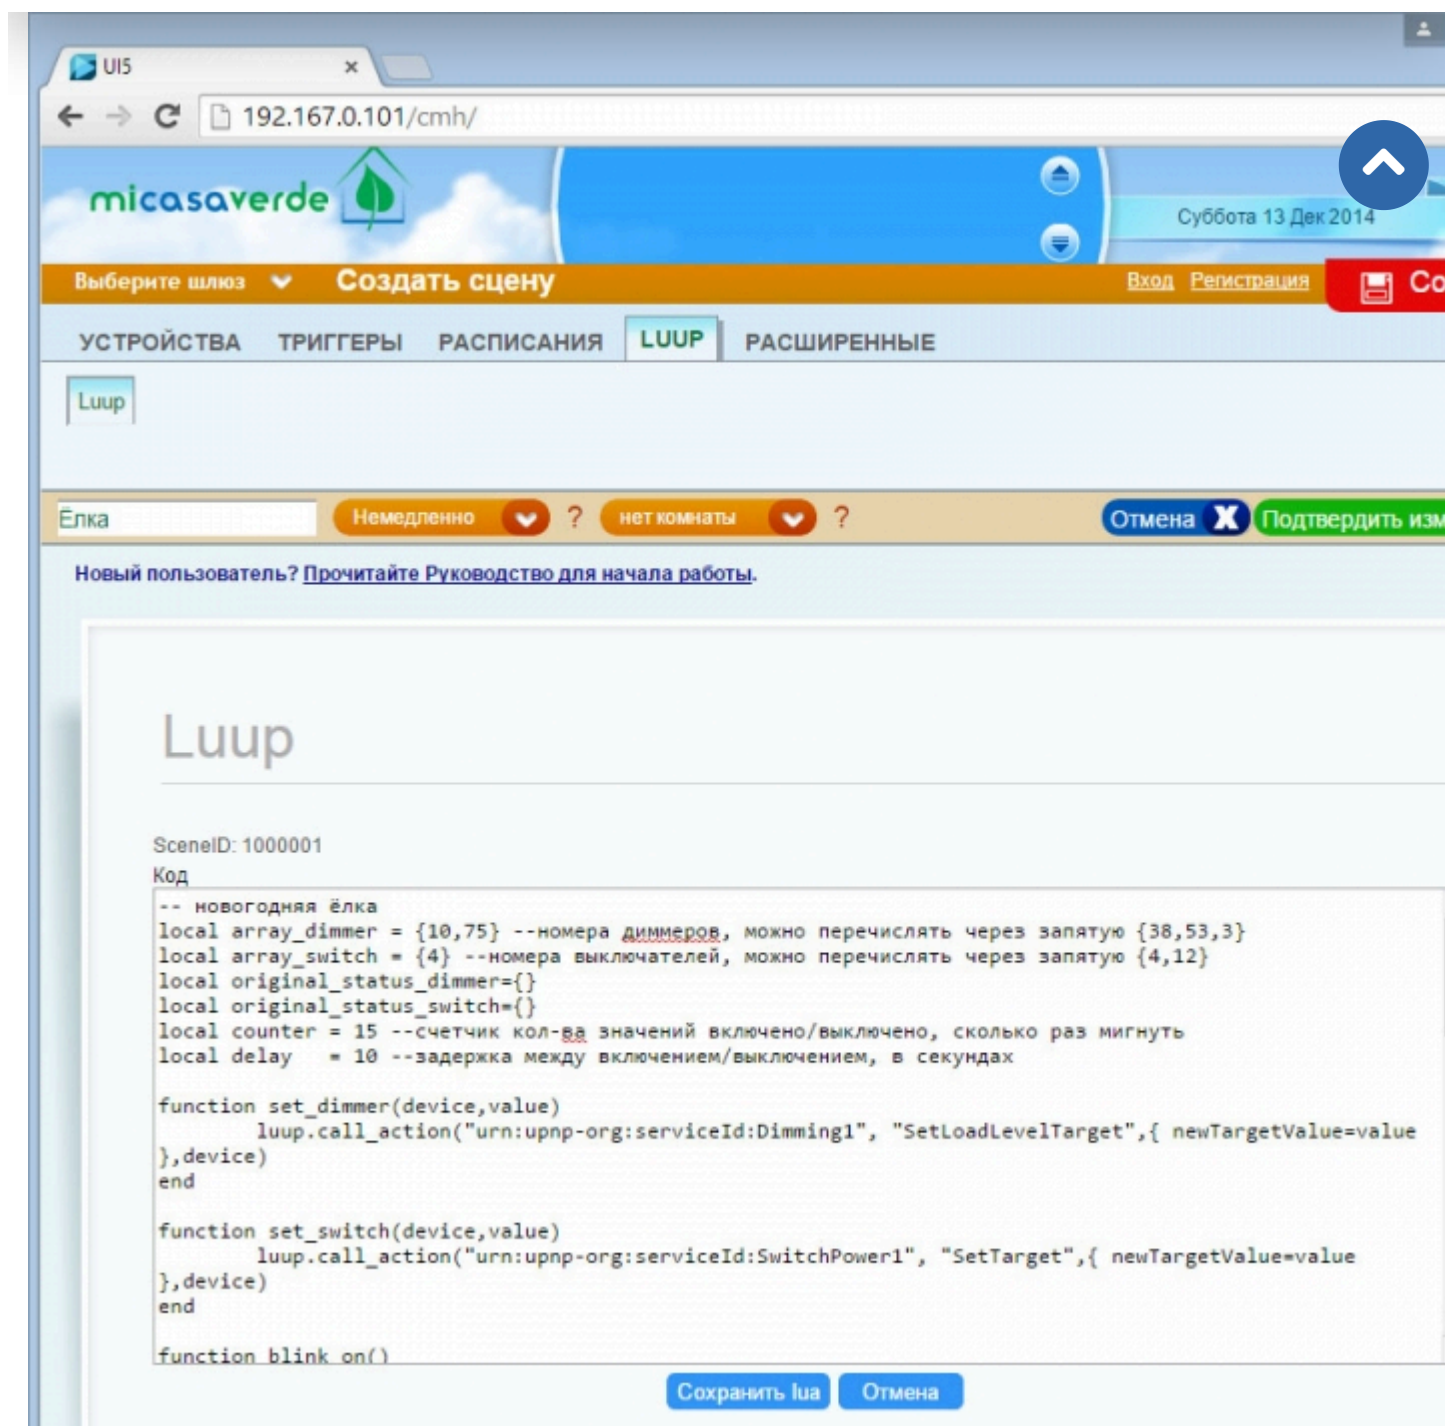 UI5
192.167.0.101/cmh/
micasaverde
Суббота 13 Дек 2014
Выберите шлюз Создать сцену Вход Регистрация Со
УСТРОЙСТВА ТРИГГЕРЫ РАСПИСАНИЯ LUUP РАСШИРЕННЫЕ
Luup
Ёлка Немедленно ? нет комнаты ? Отмена X Подтвердить изм
Новый пользователь? Прочитайте Руководство для начала работы.
Luup
SceneID: 1000001
Код
-- новогодняя ёлка
local array_dimmer = {10,75} --номера диммеров, можно перечислять через запятую {38,53,3}
local array_switch = {4} --номера выключателей, можно перечислять через запятую {4,12}
local original_status_dimmer={}
local original_status_switch={}
local counter = 15 --счетчик кол-ва значений включено/выключено, сколько раз мигнуть
local delay   = 10 --задержка между включением/выключением, в секундах
function set_dimmer(device,value)
luup.call_action("urn:upnp-org:serviceId:Dimming1", "SetLoadLevelTarget",{ newTargetValue=value
},device)
end
function set_switch(device,value)
luup.call_action("urn:upnp-org:serviceId:SwitchPower1", "SetTarget",{ newTargetValue=value
},device)
end
function blink_on()
Сохранить lua Отмена